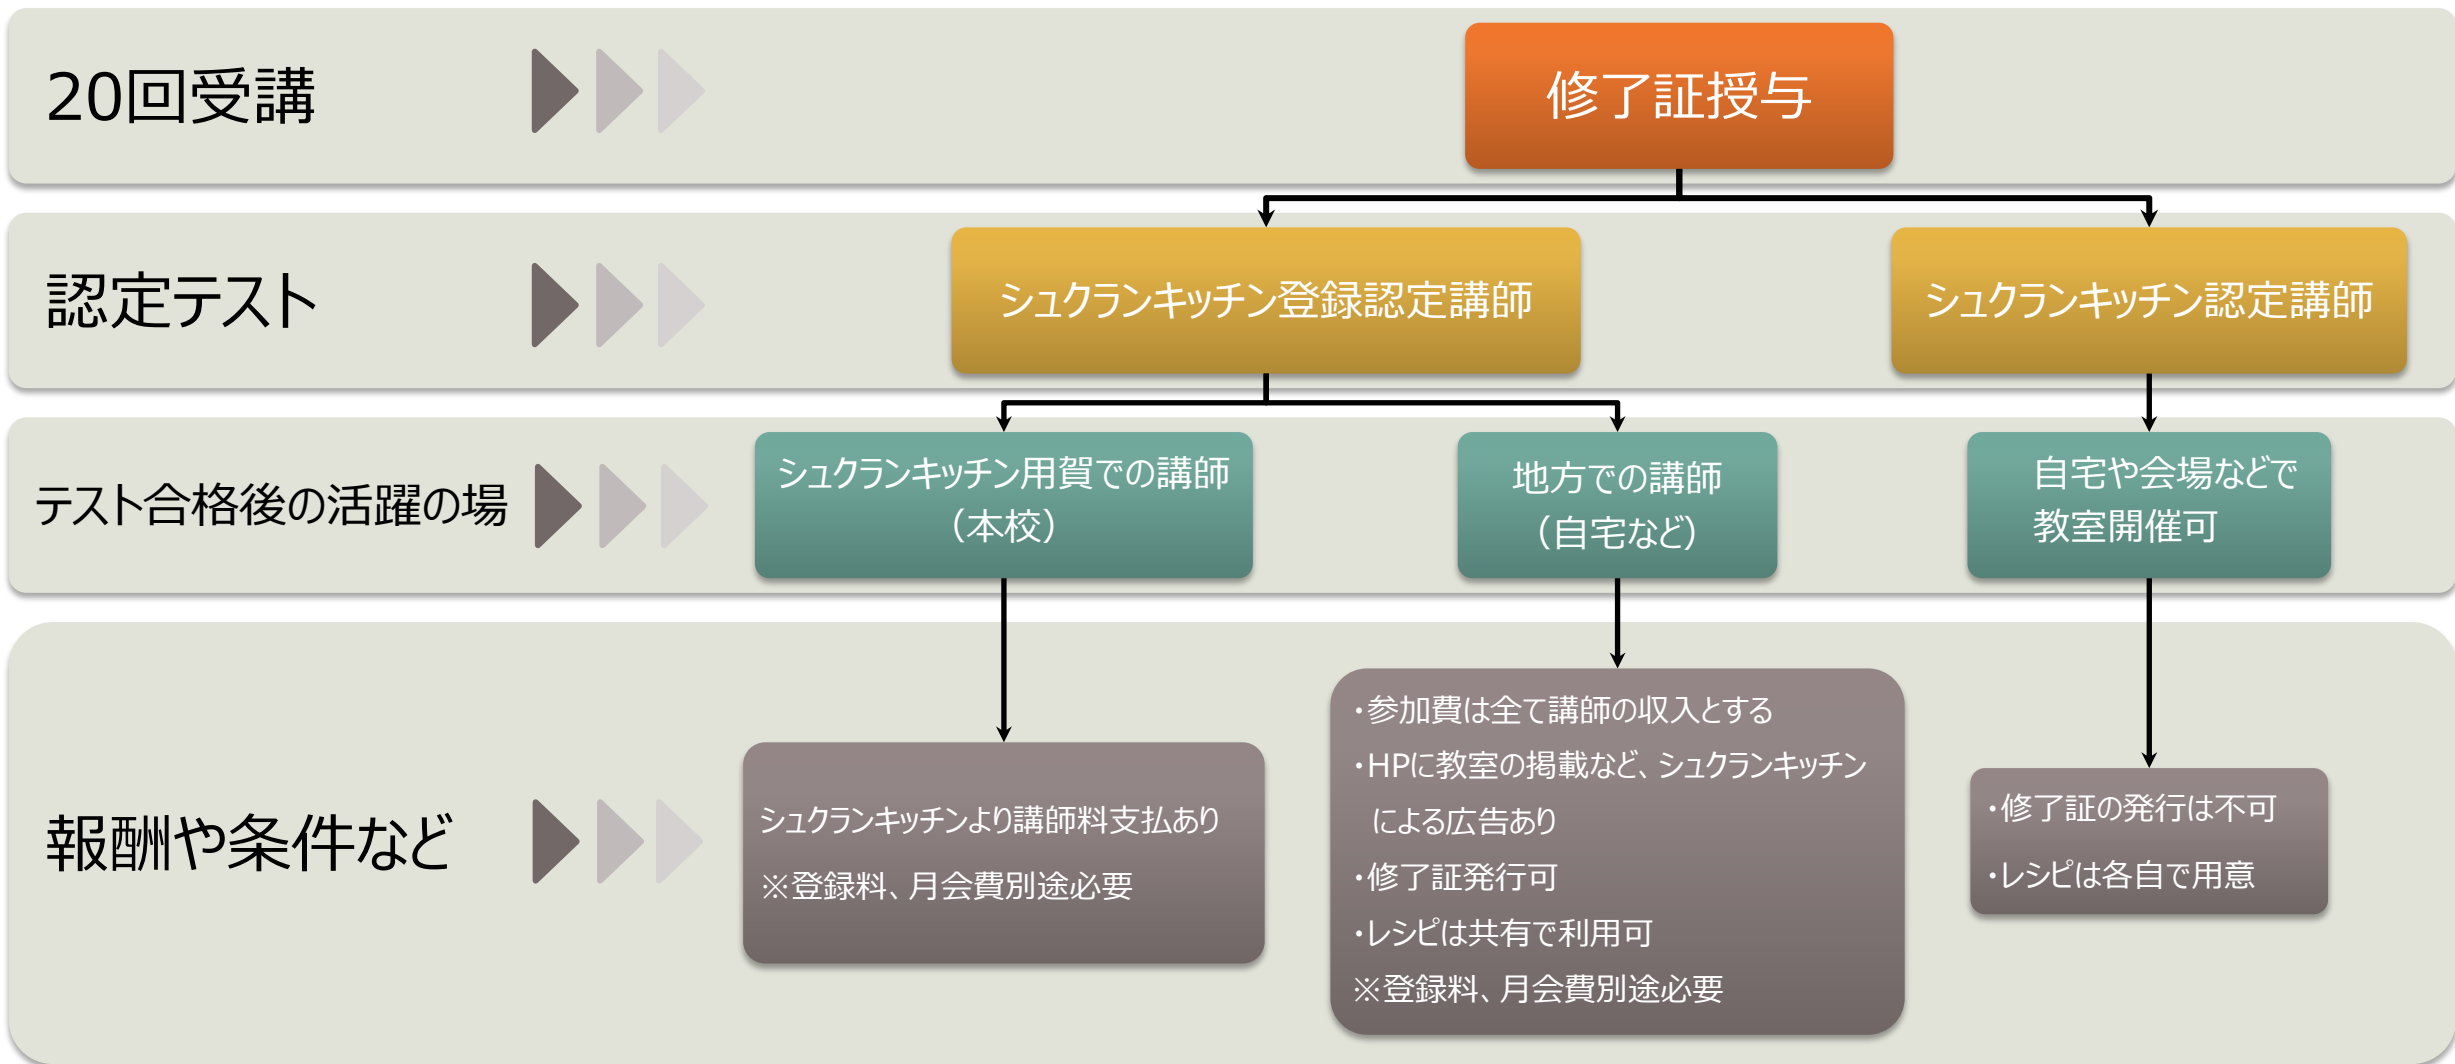 20回受講
修了証授与
認定テスト
シュクランキッチン登録認定講師
シュクランキッチン認定講師
テスト合格後の活躍の場
シュクランキッチン用賀での講師
（本校）
地方での講師
（自宅など）
自宅や会場などで
教室開催可
報酬や条件など
シュクランキッチンより講師料支払あり
※登録料、月会費別途必要
・参加費は全て講師の収入とする
・HPに教室の掲載など、シュクランキッチン
による広告あり
・修了証発行可
・レシピは共有で利用可
※登録料、月会費別途必要
・修了証の発行は不可
・レシピは各自で用意